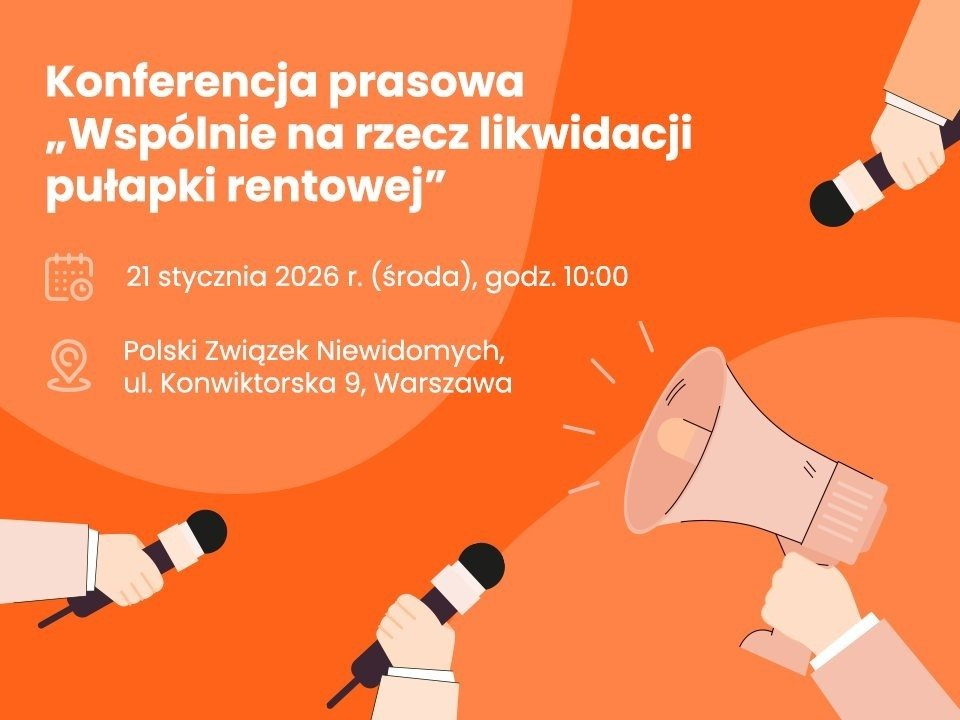 Konferencja prasowa
„Wspólnie na rzecz likwidacji
pułapki rentowej”
21 stycznia 2026 r. (środa), godz. 10:00
Polski Związek Niewidomych,
ul. Konwiktorska 9, Warszawa